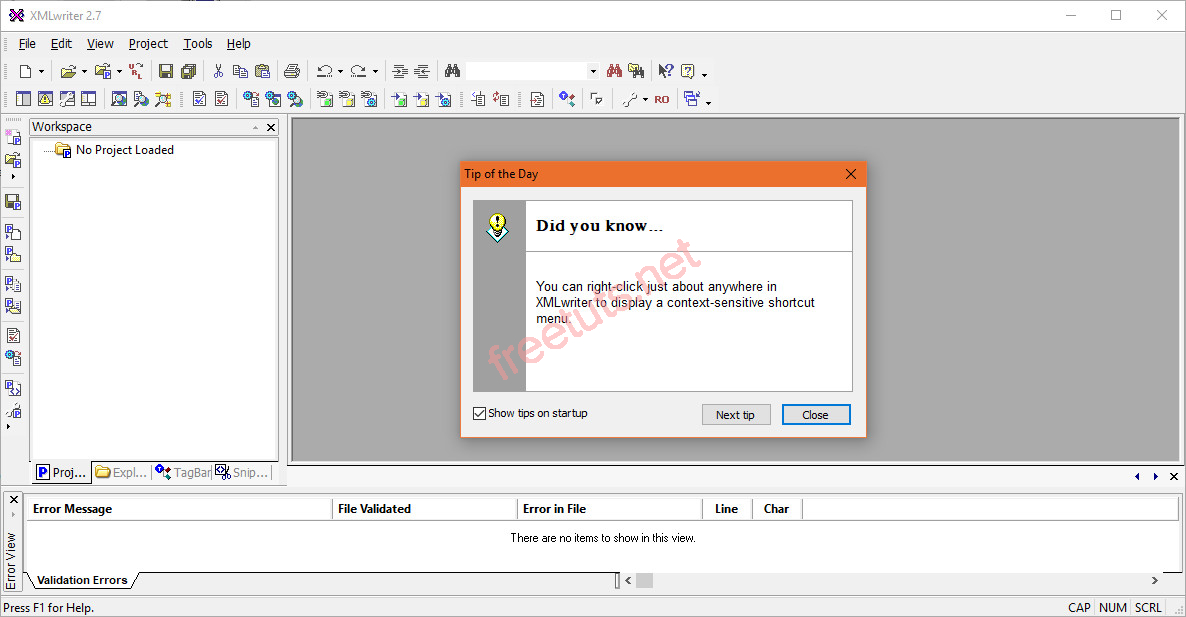 XMLwriter 2.7
File Edit View Project Tools Help
RO
Workspace
No Project Loaded
Tip of the Day
Did you know...
You can right-click just about anywhere in
XMLwriter to display a context-sensitive shortcut
menu.
freetuts.net
Show tips on startup
Next tip
Close
Proj... Expl... TagBar Snip...
Error View
Error Message File Validated Error in File Line Char
There are no items to show in this view.
Validation Errors
Press F1 for Help.
CAP NUM SCRL